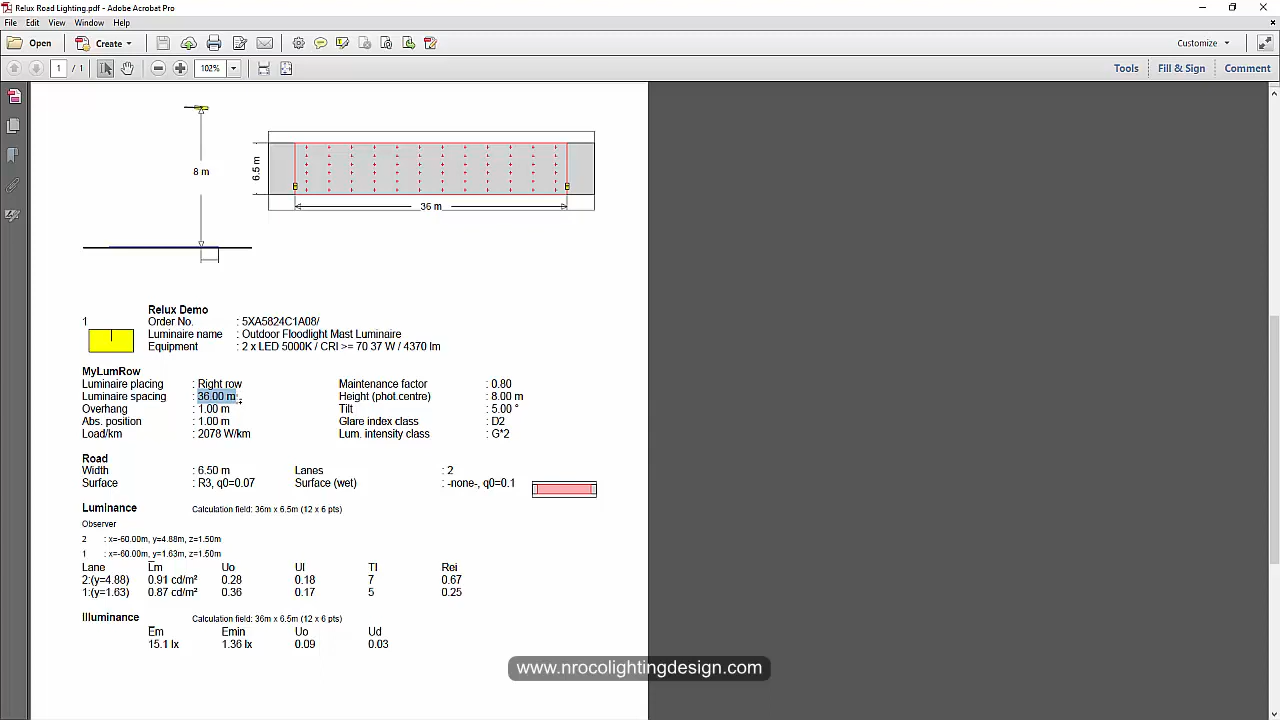 Relux Road Lighting.pdf - Adobe Acrobat Pro
File Edit View Window Help
Open Create Customize
1 / 1 102% Tools Fill & Sign Comment
8 m
6.5 m
36 m
Relux Demo
1
Order No. : 5XA5824C1A08/
Luminaire name : Outdoor Floodlight Mast Luminaire
Equipment : 2 x LED 5000K / CRI >= 70 37 W / 4370 lm
MyLumRow
Luminaire placing : Right row Maintenance factor : 0.80
Luminaire spacing : 36.00 m Height (phot.centre) : 8.00 m
Overhang : 1.00 m Tilt : 5.00 °
Abs. position : 1.00 m Glare index class : D2
Load/km : 2078 W/km Lum. intensity class : G*2
Road
Width : 6.50 m Lanes : 2
Surface : R3, q0=0.07 Surface (wet) : -none-, q0=0.1
Luminance Calculation field: 36m x 6.5m (12 x 6 pts)
Observer
2 : x=-60.00m, y=4.88m, z=1.50m
1 : x=-60.00m, y=1.63m, z=1.50m
Lane Lm Uo Ul TI Rei
2:(y=4.88) 0.91 cd/m² 0.28 0.18 7 0.67
1:(y=1.63) 0.87 cd/m² 0.36 0.17 5 0.25
Illuminance Calculation field: 36m x 6.5m (12 x 6 pts)
Em Emin Uo Ud
15.1 lx 1.36 lx 0.09 0.03
www.nrocolightingdesign.com